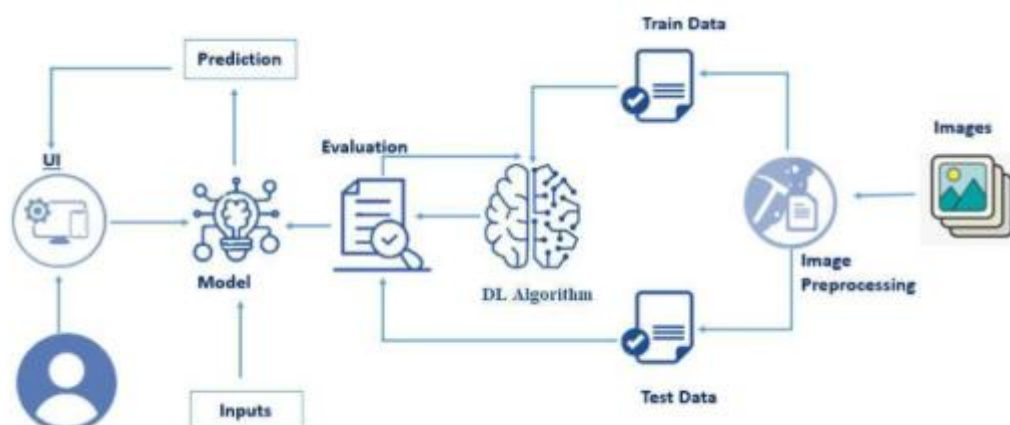 Train Data
Prediction
Images
Evaluation
UI
Model
DL Algorithm
Image
Preprocessing
Inputs
Test Data